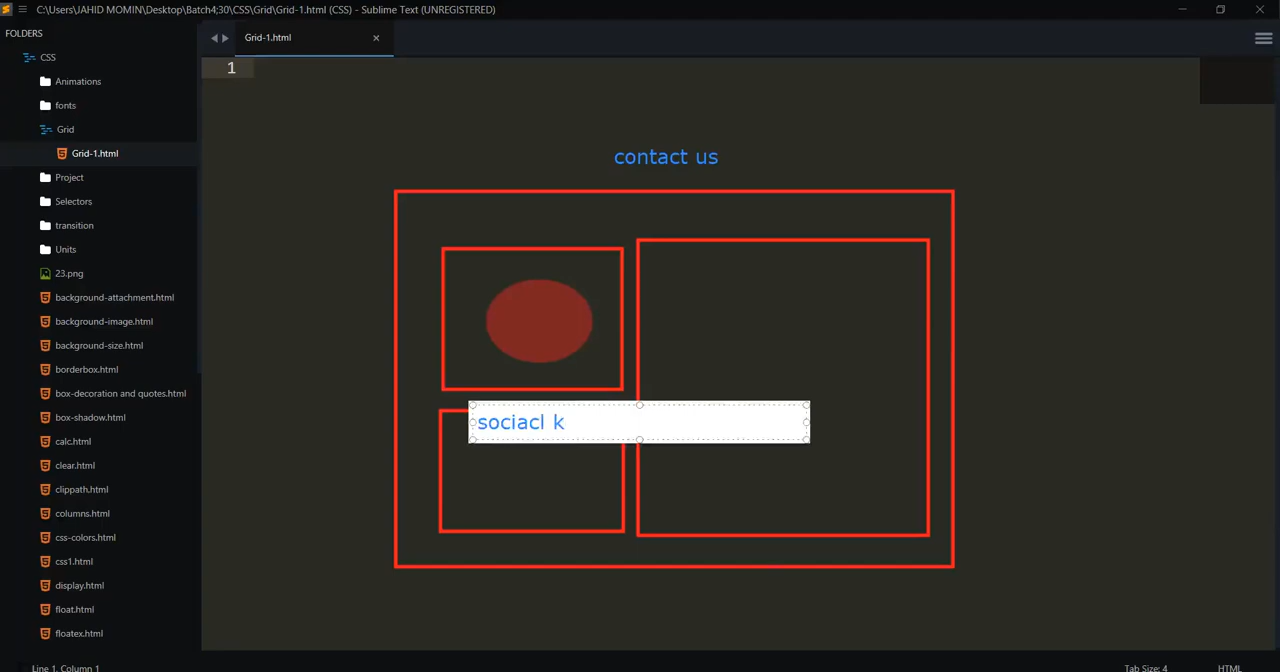 C:\Users\JAHID MOMIN\Desktop\Batch4;30\CSS\Grid\Grid-1.html (CSS) - Sublime Text (UNREGISTERED)
FOLDERS
CSS
Animations
fonts
Grid
Grid-1.html
Project
Selectors
transition
Units
23.png
background-attachment.html
background-image.html
background-size.html
borderbox.html
box-decoration and quotes.html
box-shadow.html
calc.html
clear.html
clippath.html
columns.html
css-colors.html
css1.html
display.html
float.html
floatex.html
Grid-1.html
1
contact us
sociacl k
Line 1, Column 1
Tab Size: 4
HTML